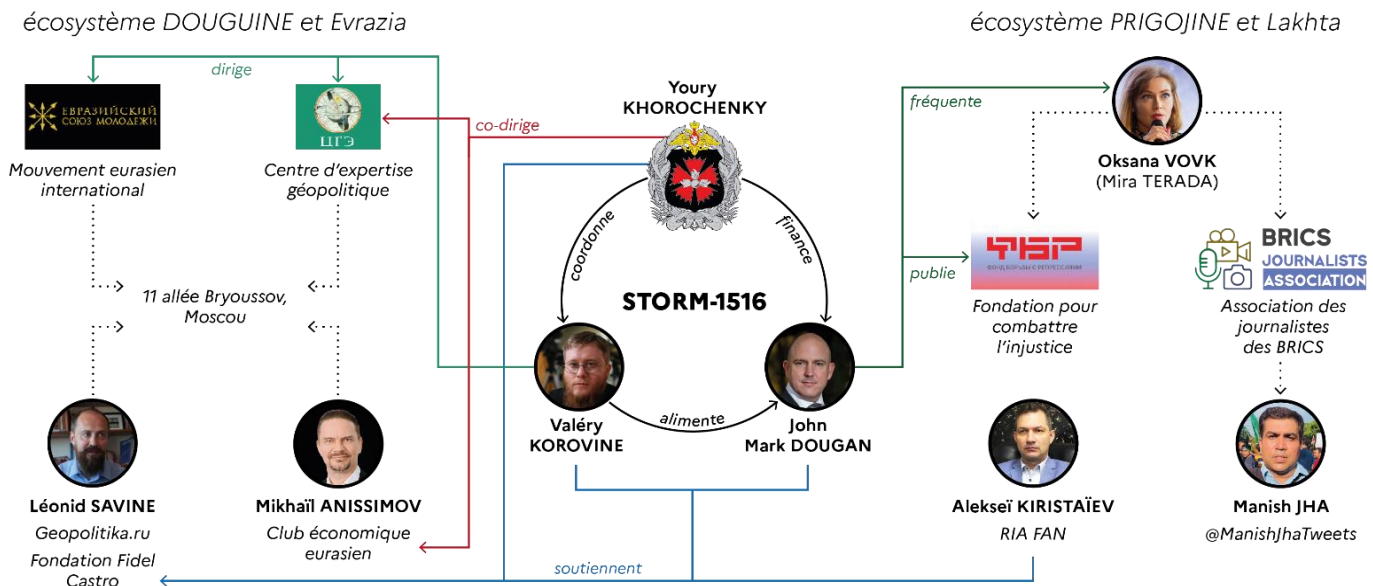 écosystème DOUGUINE et Evrazia
écosystème PRIGOJINE et Lakhta
dirige
ЕВРАЗИЙСКИЙ
СОЮЗ МОЛОДЕЖИ
Mouvement eurasien
international
ЦГЭ
Centre d'expertise
géopolitique
co-dirige
Youry
KHOROCHENKY
fréquente
Oksana VOVK
(Mira TERADA)
coordonne
finance
publie
ФБР
ФОНД БОРЬБЫ С РЕПРЕССИЯМИ
Fondation pour
combattre
l'injustice
BRICS
JOURNALISTS
ASSOCIATION
Association des
journalistes
des BRICS
11 allée Bryoussov,
Moscou
STORM-1516
alimente
Valéry
KOROVINE
John
Mark DOUGAN
Léonid SAVINE
Geopolitika.ru
Fondation Fidel
Castro
Mikhaïl ANISSIMOV
Club économique
eurasien
Alekseï KIRISTAÏEV
RIA FAN
Manish JHA
@ManishJhaTweets
soutiennent